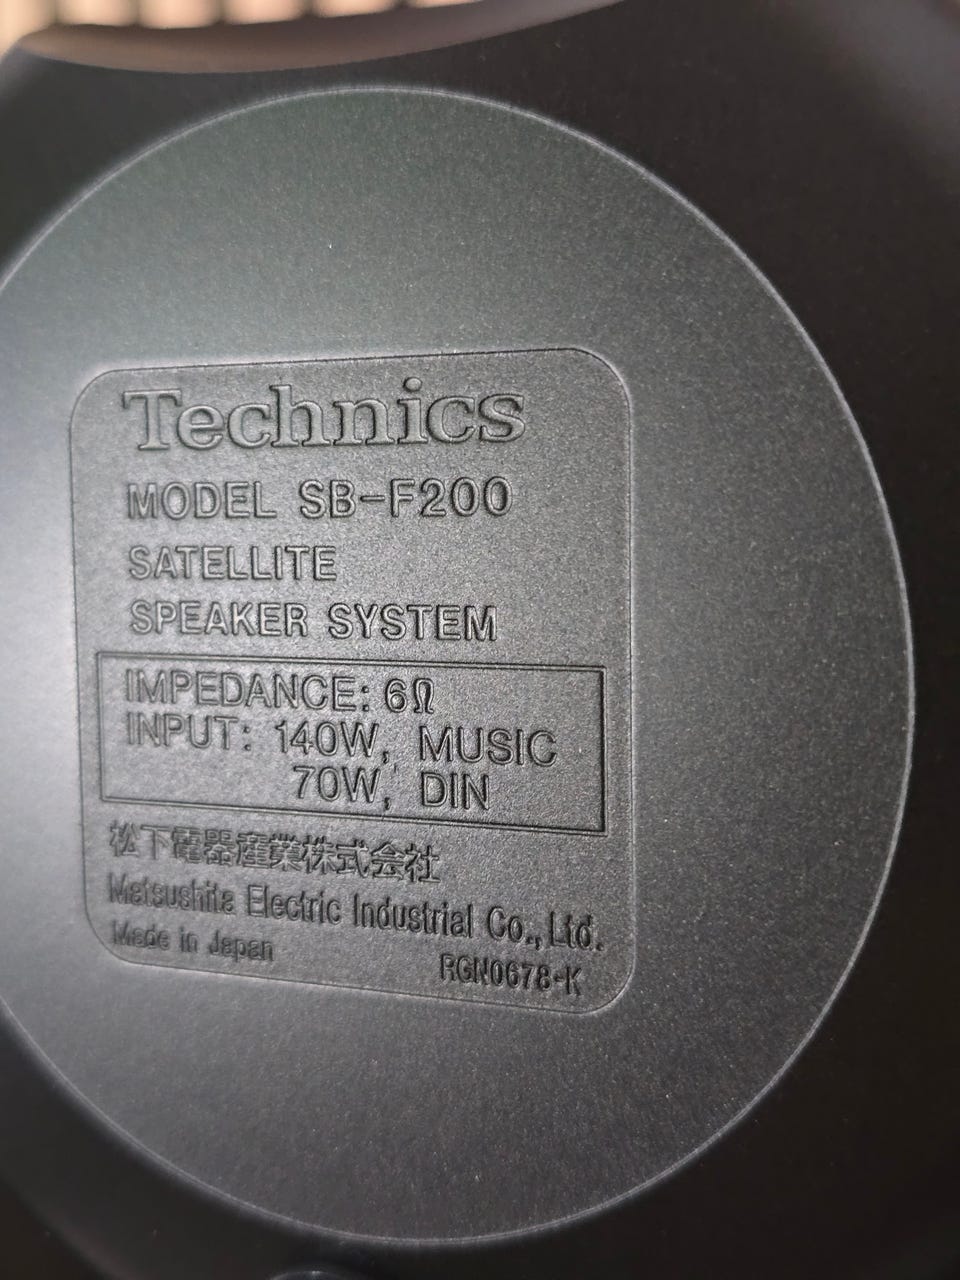 Technics
MODEL SB-F200
SATELLITE
SPEAKER SYSTEM
IMPEDANCE: 6Ω
INPUT: 140W, MUSIC
70W, DIN
松下電器産業株式会社
Matsushita Electric Industrial Co., Ltd.
Made in Japan
RGN0678-K